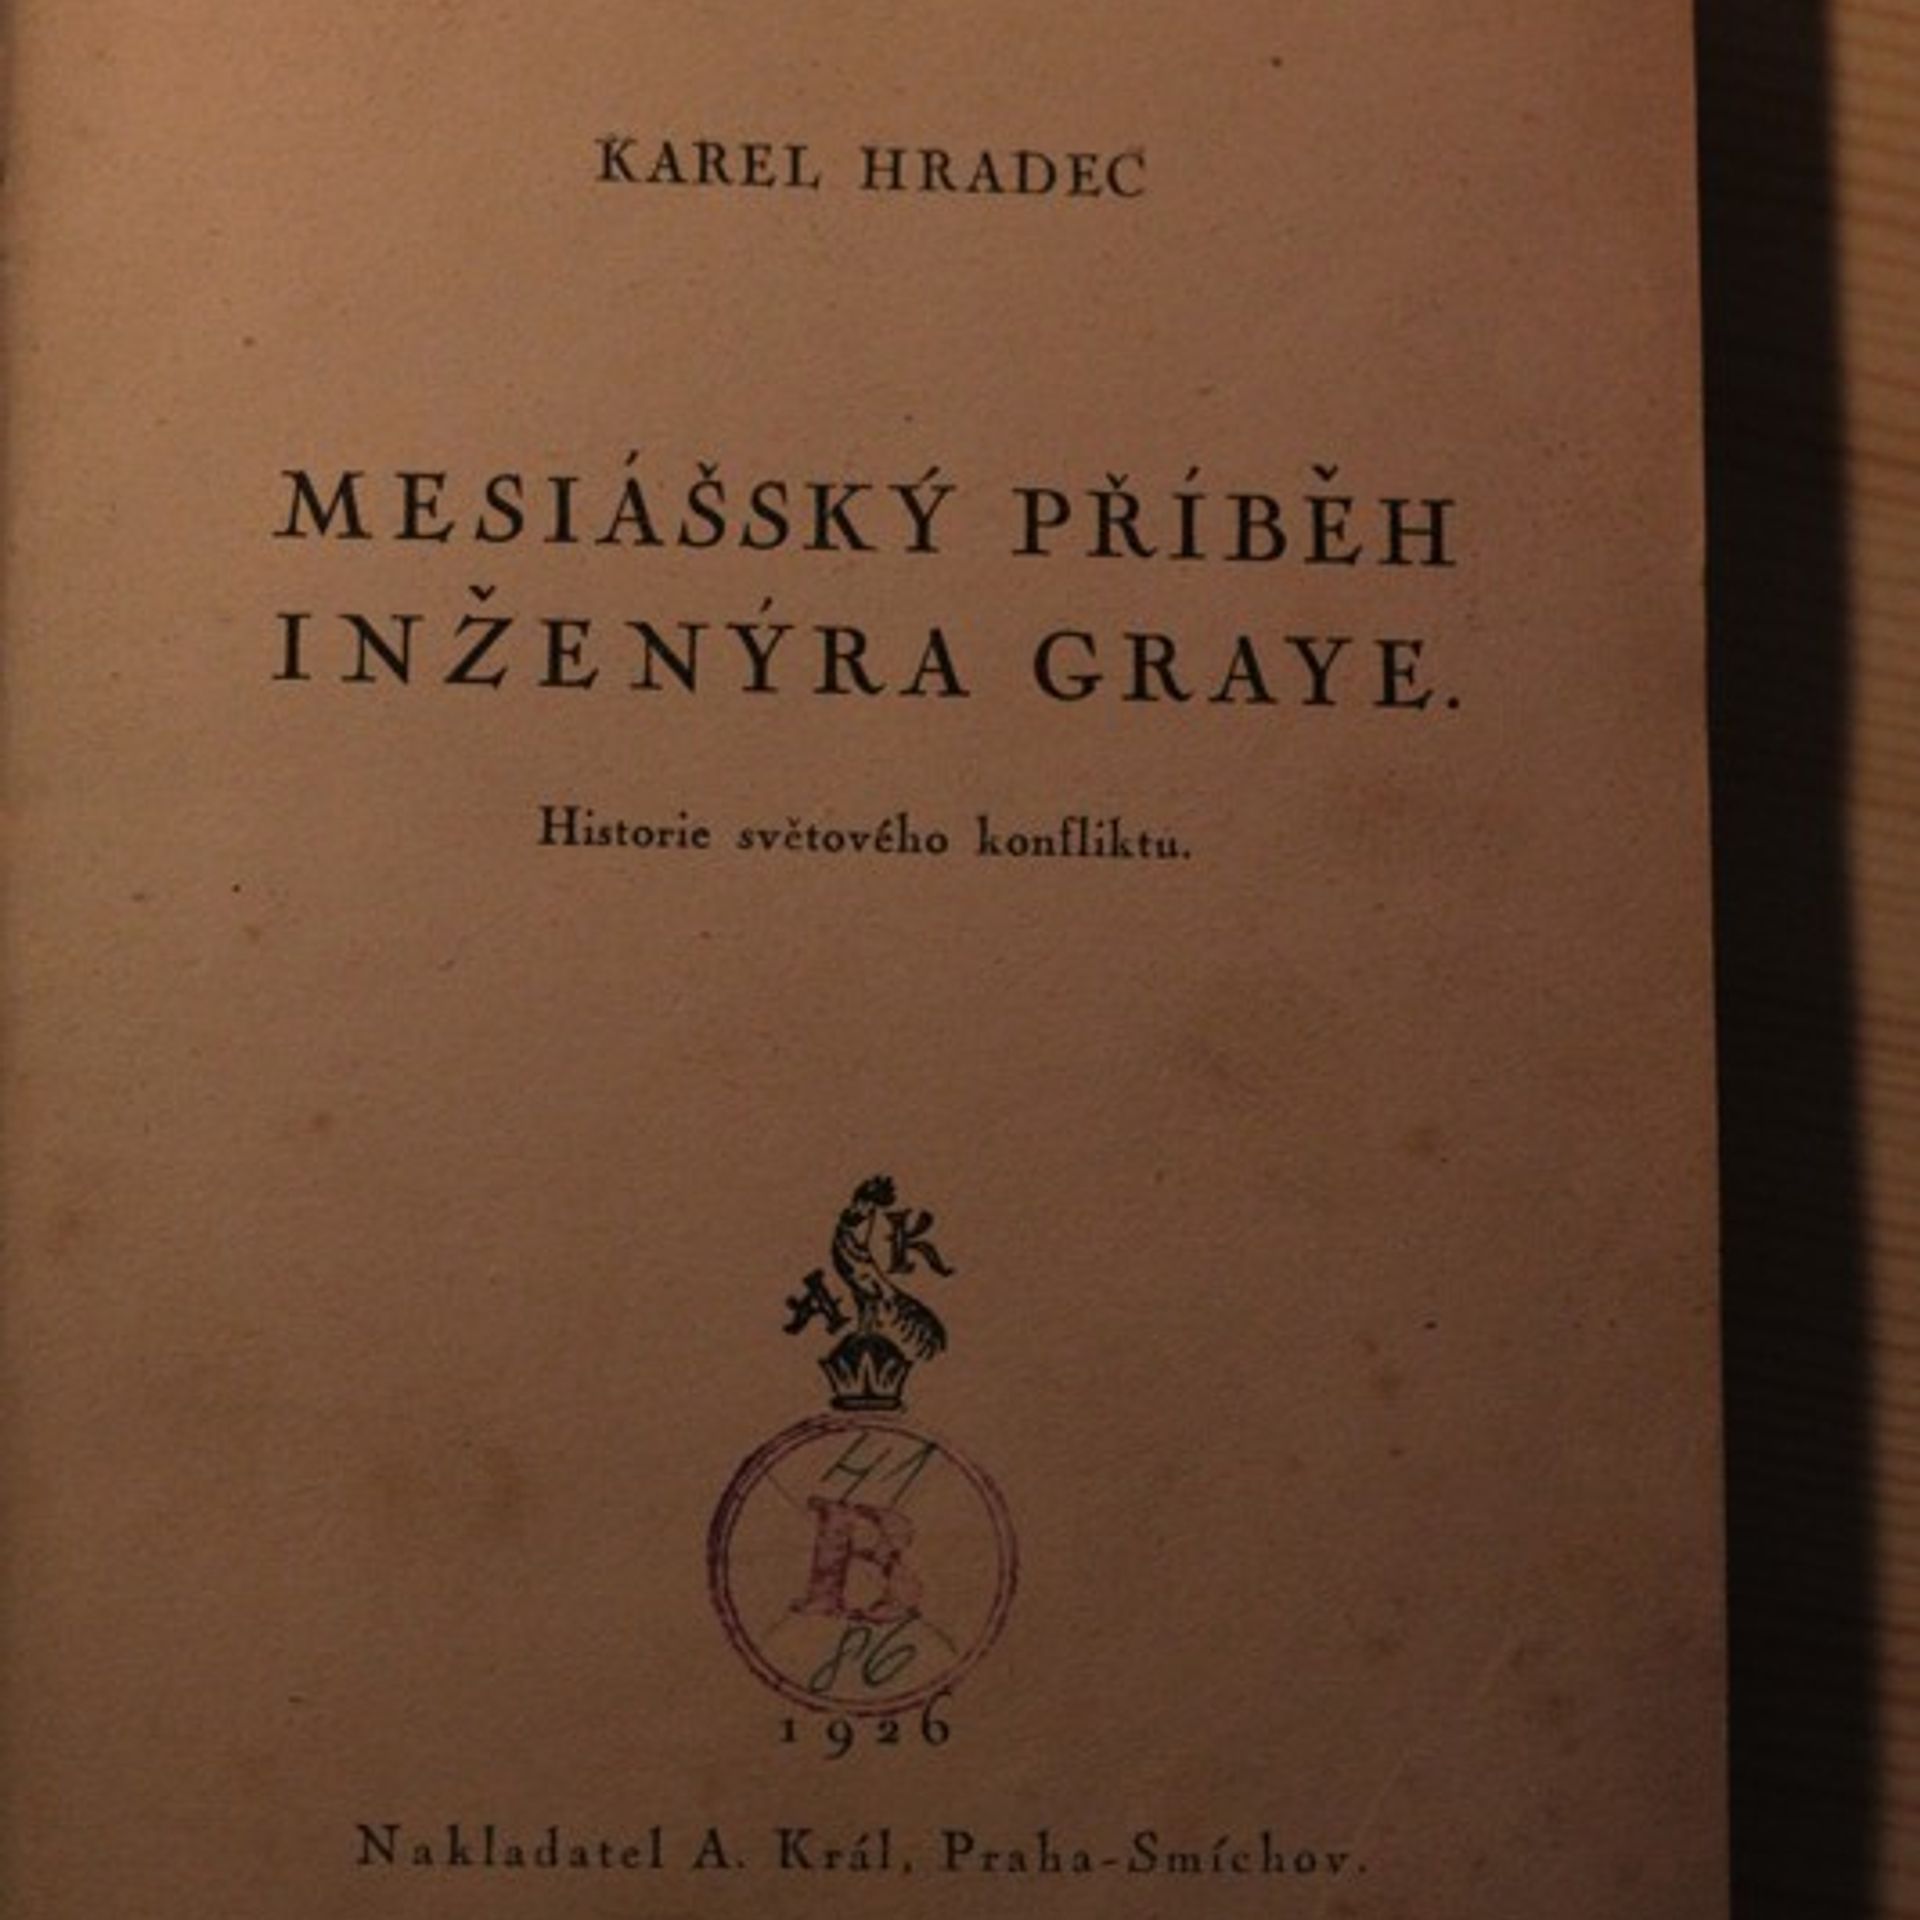 KAREL HRADEC
MESIÁŠSKÝ PŘÍBĚH
INŽENÝRA GRAYE.
Historie světového konfliktu.
A K
41
B
86
1926
Nakladatel A. Král, Praha-Smíchov.